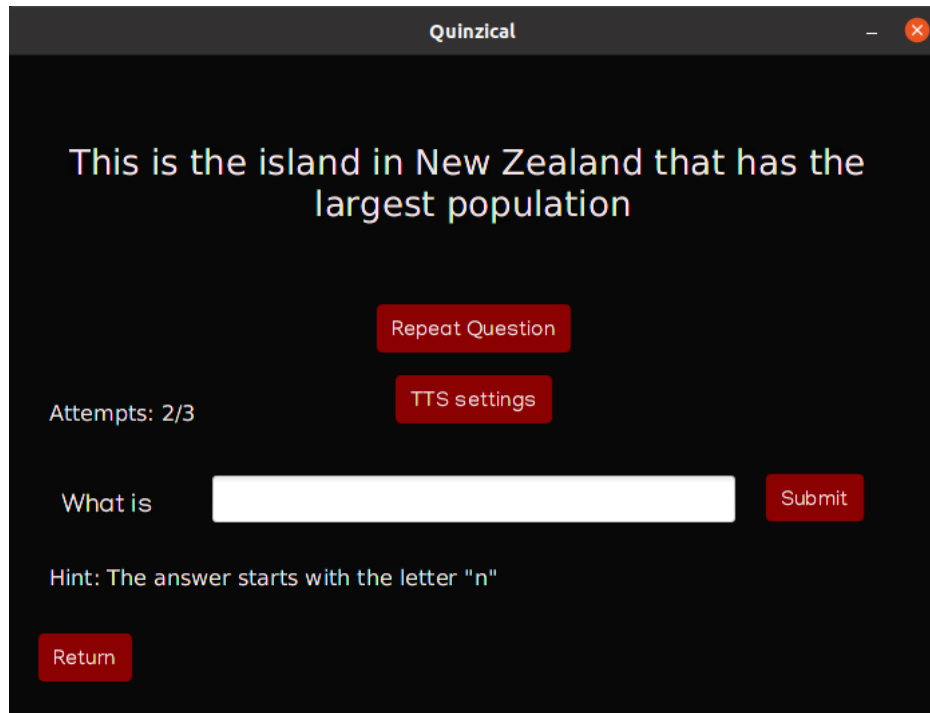 Quinzical
This is the island in New Zealand that has the
largest population
Repeat Question
TTS settings
Attempts: 2/3
What is
Submit
Hint: The answer starts with the letter "n"
Return